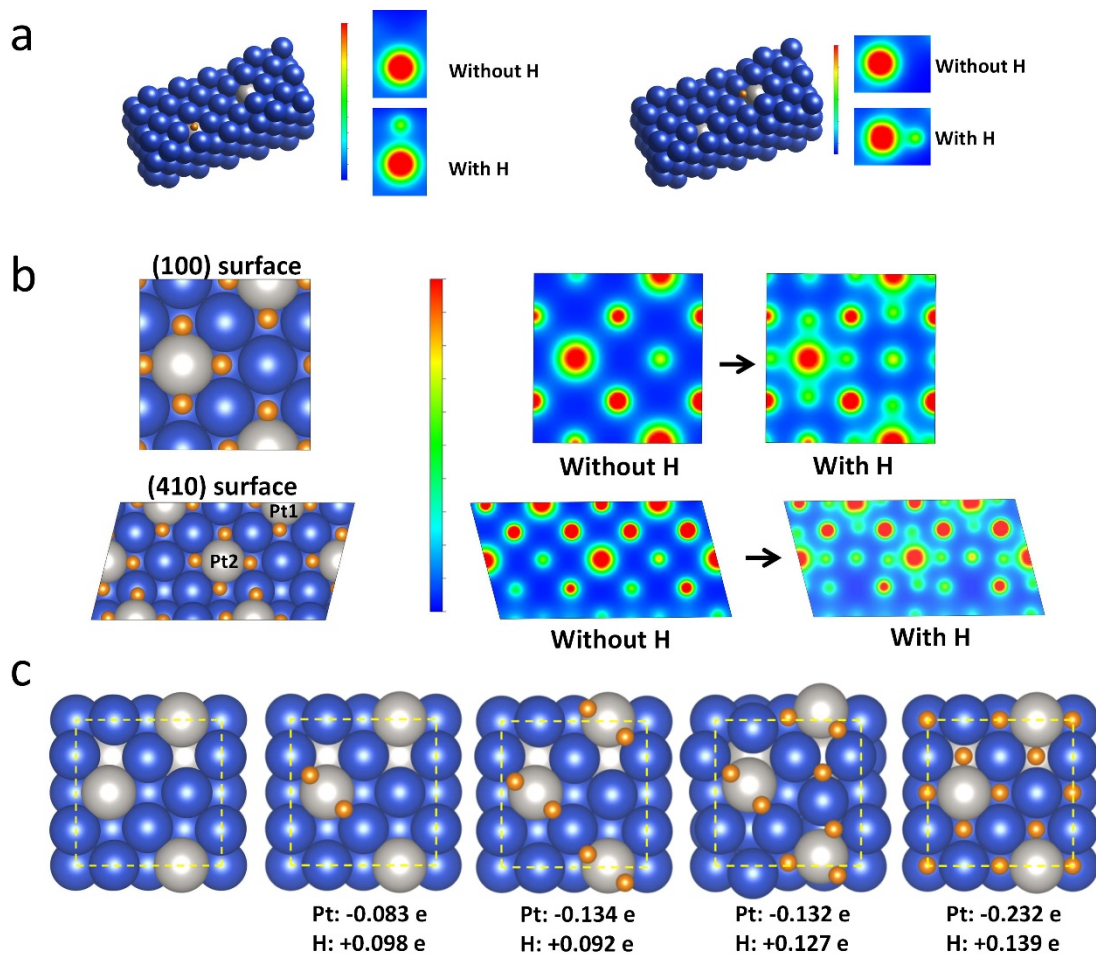 a
Without H
With H
Without H
With H
b
(100) surface
Without H
With H
(410) surface
Pt1
Pt2
Without H
With H
c
Pt: -0.083 e
H: +0.098 e
Pt: -0.134 e
H: +0.092 e
Pt: -0.132 e
H: +0.127 e
Pt: -0.232 e
H: +0.139 e